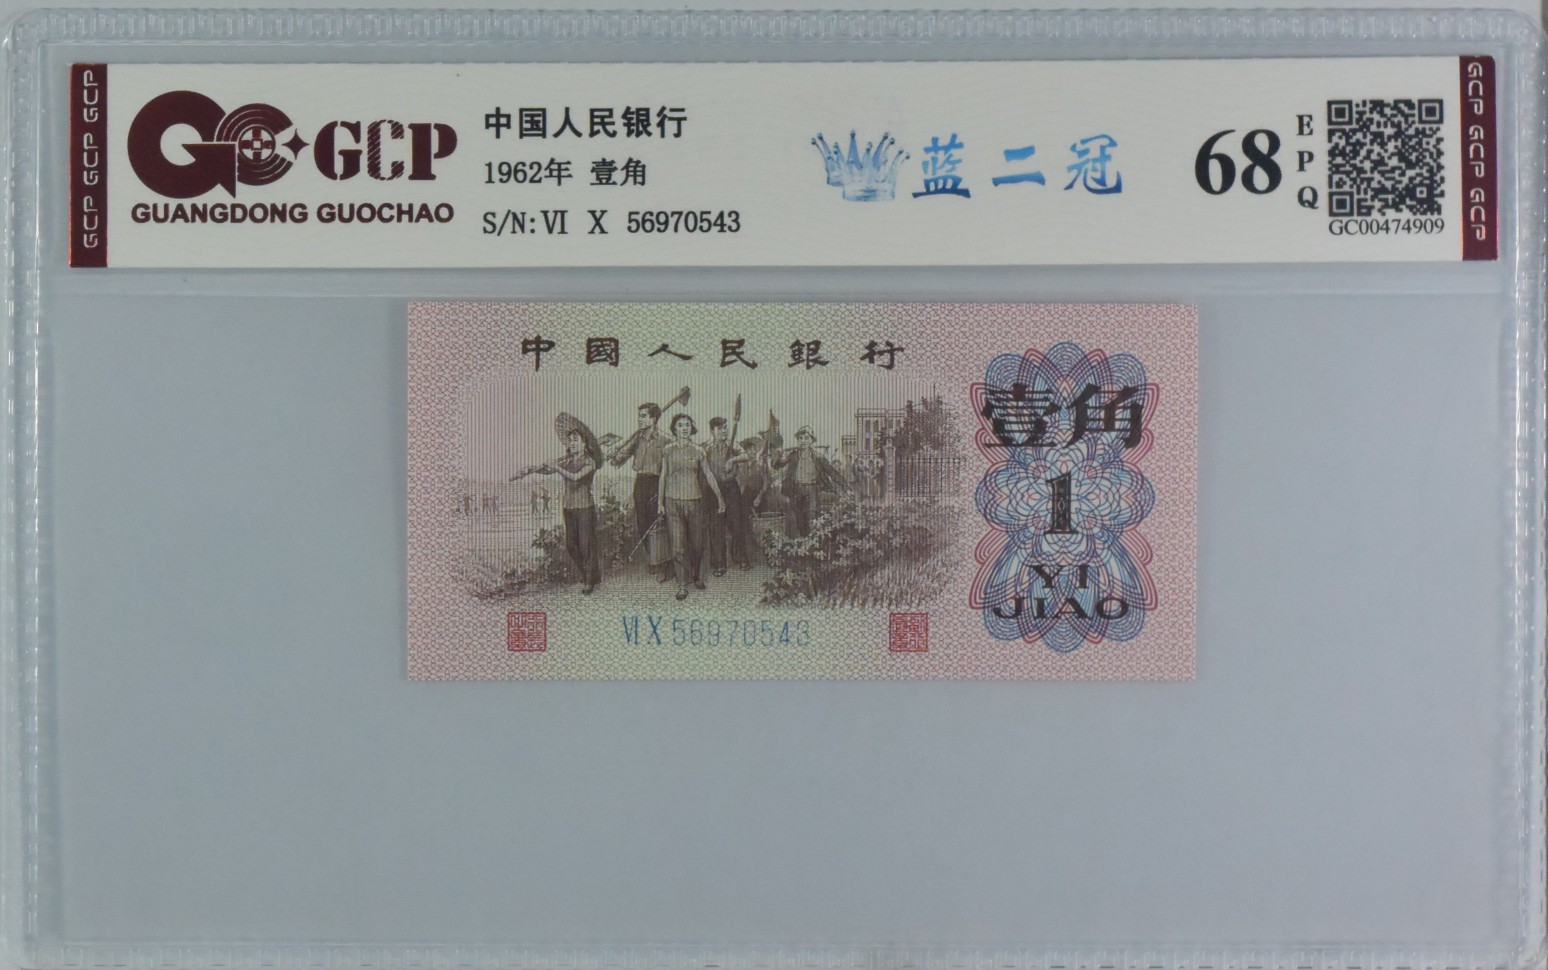 GCP GCP GCP
GCP
GUANGDONG GUOCHAO
中国人民银行
1962年 壹角
S/N:Ⅵ X 56970543
蓝二冠
68
EPQ
GC00474909
GCP GCP GCP
中國人民銀行
壹角
1
YI
JIAO
ⅥX56970543